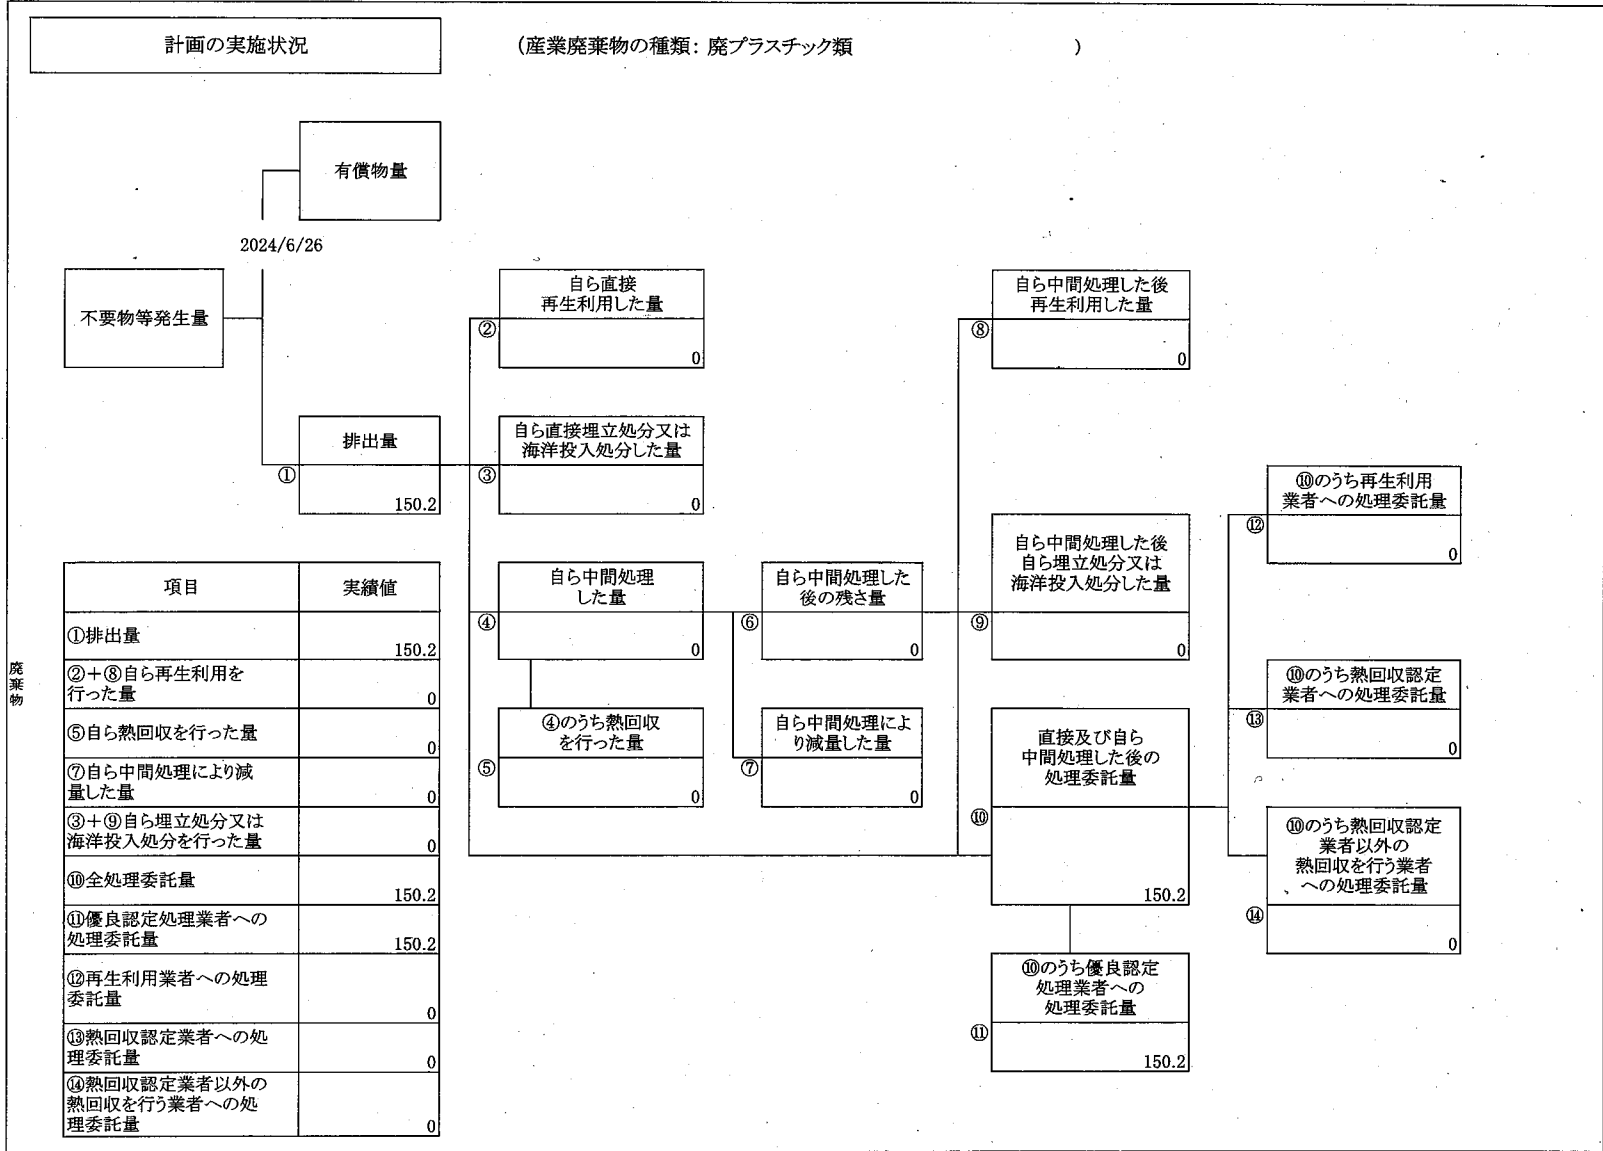 計画の実施状況
（産業廃棄物の種類：廃プラスチック類　　　　）
有償物量
2024/6/26
不要物等発生量
排出量
①
150.2
自ら直接
再生利用した量
②
0
自ら直接埋立処分又は
海洋投入処分した量
③
0
自ら中間処理
した量
④
0
④のうち熱回収
を行った量
⑤
0
自ら中間処理した
後の残さ量
⑥
0
自ら中間処理によ
り減量した量
⑦
0
自ら中間処理した後
再生利用した量
⑧
0
自ら中間処理した後
自ら埋立処分又は
海洋投入処分した量
⑨
0
直接及び自ら
中間処理した後の
処理委託量
⑩
150.2
⑩のうち優良認定
処理業者への
処理委託量
⑪
150.2
⑩のうち再生利用
業者への処理委託量
⑫
0
⑩のうち熱回収認定
業者への処理委託量
⑬
0
⑩のうち熱回収認定
業者以外の
熱回収を行う業者
への処理委託量
⑭
0
項目 実績値
①排出量
150.2
②＋⑧自ら再生利用を
行った量
0
⑤自ら熱回収を行った量
0
⑦自ら中間処理により減
量した量
0
③＋⑨自ら埋立処分又は
海洋投入処分を行った量
0
⑩全処理委託量
150.2
⑪優良認定処理業者への
処理委託量
150.2
⑫再生利用業者への処理
委託量
0
⑬熱回収認定業者への処
理委託量
0
⑭熱回収認定業者以外の
熱回収を行う業者への処
理委託量
0
廃棄物